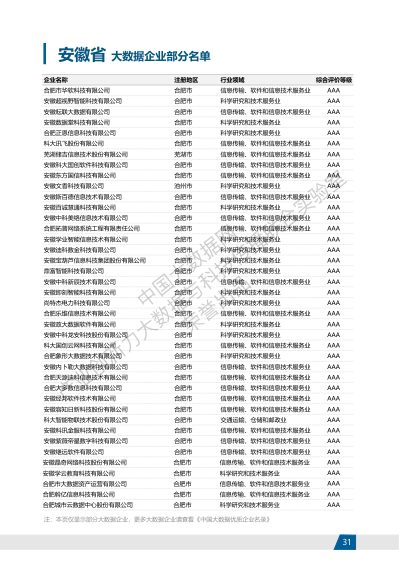 安徽省 大数据企业部分名单
企业名称 注册地区 行业领域 综合评价等级
合肥市华软科技有限公司 合肥市 信息传输、软件和信息技术服务业 AAA
安徽超视野智能科技有限公司 合肥市 科学研究和技术服务业 AAA
安徽耘联大数据有限公司 合肥市 信息传输、软件和信息技术服务业 AAA
安徽数据堂科技有限公司 合肥市 科学研究和技术服务业 AAA
合肥正恩信息科技有限公司 合肥市 科学研究和技术服务业 AAA
科大讯飞股份有限公司 合肥市 信息传输、软件和信息技术服务业 AAA
芜湖储吉信息技术股份有限公司 芜湖市 信息传输、软件和信息技术服务业 AAA
安徽科大国创软件科技有限公司 合肥市 信息传输、软件和信息技术服务业 AAA
安徽东方国信科技有限公司 合肥市 信息传输、软件和信息技术服务业 AAA
安徽文香科技有限公司 池州市 科学研究和技术服务业 AAA
安徽新百德信息技术有限公司 合肥市 信息传输、软件和信息技术服务业 AAA
安徽百诚慧通科技有限公司 合肥市 科学研究和技术服务业 AAA
安徽中科美络信息技术有限公司 合肥市 信息传输、软件和信息技术服务业 AAA
合肥拓普网络系统工程有限责任公司 合肥市 信息传输、软件和信息技术服务业 AAA
安徽学业智能信息技术有限公司 合肥市 科学研究和技术服务业 AAA
安徽迪科数金科技有限公司 合肥市 科学研究和技术服务业 AAA
安徽宝葫芦信息科技集团股份有限公司 合肥市 科学研究和技术服务业 AAA
鼎富智能科技有限公司 合肥市 科学研究和技术服务业 AAA
安徽中科新辰技术有限公司 合肥市 信息传输、软件和信息技术服务业 AAA
安徽即刻智能科技有限公司 合肥市 科学研究和技术服务业 AAA
尚特杰电力科技有限公司 合肥市 科学研究和技术服务业 AAA
合肥乐维信息技术有限公司 合肥市 信息传输、软件和信息技术服务业 AAA
安徽兹大数据软件有限公司 合肥市 科学研究和技术服务业 AAA
安徽中科龙安科技股份有限公司 合肥市 科学研究和技术服务业 AAA
科大国创云网科技有限公司 合肥市 信息传输、软件和信息技术服务业 AAA
合肥象形大数据技术有限公司 合肥市 科学研究和技术服务业 AAA
安徽内卜勒大数据科技有限公司 合肥市 信息传输、软件和信息技术服务业 AAA
合肥天源迪科信息技术有限公司 合肥市 信息传输、软件和信息技术服务业 AAA
合肥大多数信息科技有限公司 合肥市 信息传输、软件和信息技术服务业 AAA
安徽经邦软件技术有限公司 合肥市 信息传输、软件和信息技术服务业 AAA
安徽容知日新科技股份有限公司 合肥市 信息传输、软件和信息技术服务业 AAA
科大智能物联技术股份有限公司 合肥市 交通运输、仓储和邮政业 AAA
安徽科讯金服科技有限公司 合肥市 信息传输、软件和信息技术服务业 AAA
安徽紫薇帝星数字科技有限公司 合肥市 信息传输、软件和信息技术服务业 AAA
安徽继远软件有限公司 合肥市 信息传输、软件和信息技术服务业 AAA
安徽晶奇网络科技股份有限公司 合肥市 信息传输、软件和信息技术服务业 AAA
安徽学云教育科技有限公司 合肥市 科学研究和技术服务业 AAA
合肥市大数据资产运营有限公司 合肥市 信息传输、软件和信息技术服务业 AAA
合肥帧亿信息科技有限公司 合肥市 信息传输、软件和信息技术服务业 AAA
合肥城市云数据中心股份有限公司 合肥市 科学研究和技术服务业 AAA
注：本页仅显示部分大数据企业，更多大数据企业请查看《中国大数据优质企业名录》
31